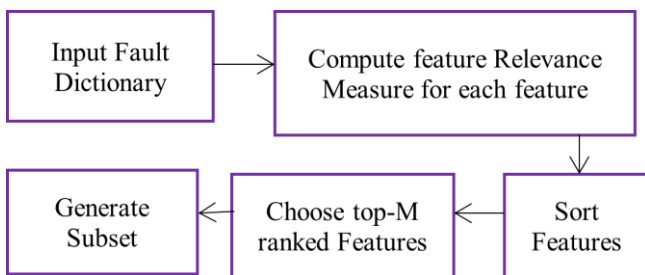 Input Fault
Dictionary
Compute feature Relevance
Measure for each feature
Sort
Features
Choose top-M
ranked Features
Generate
Subset